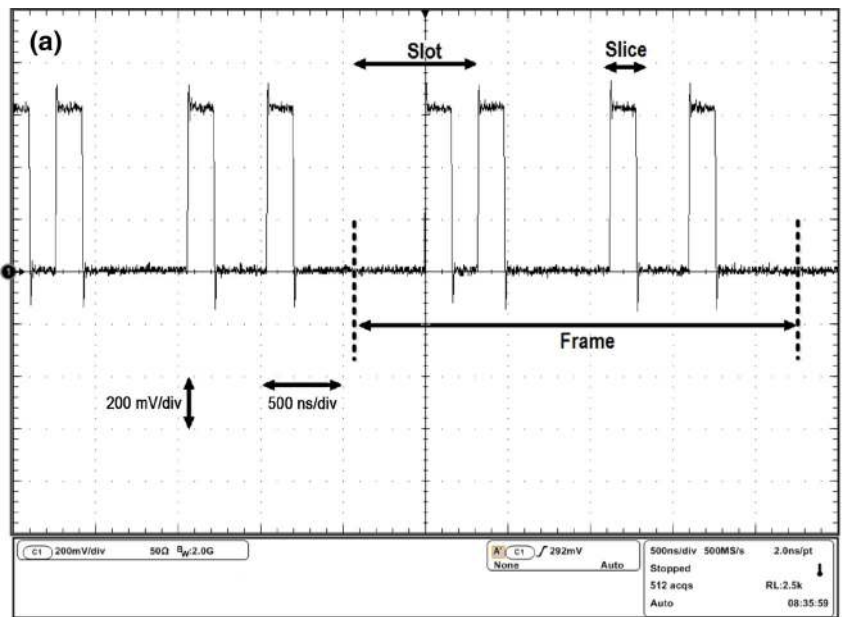 (a)
Slot
Slice
1
Frame
200 mV/div
500 ns/div
C1 200mV/div 50Ω BW:2.0G
A' C1 ∫ 292mV
None Auto
500ns/div 500MS/s 2.0ns/pt
Stopped
512 acqs RL:2.5k
Auto 08:35:59